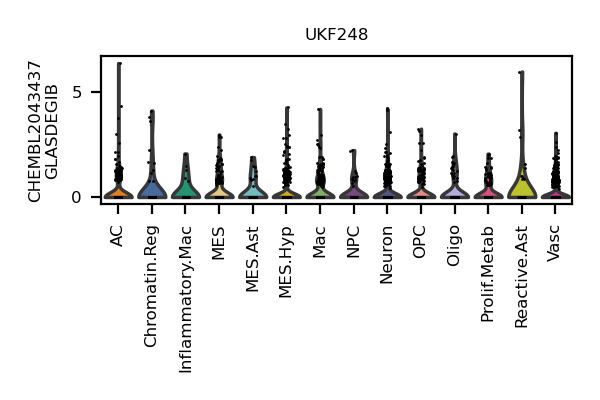 UKF248
CHEMBL2043437
GLASDEGIB
5
0
AC
Chromatin.Reg
Inflammatory.Mac
MES
MES.Ast
MES.Hyp
Mac
NPC
Neuron
OPC
Oligo
Prolif.Metab
Reactive.Ast
Vasc